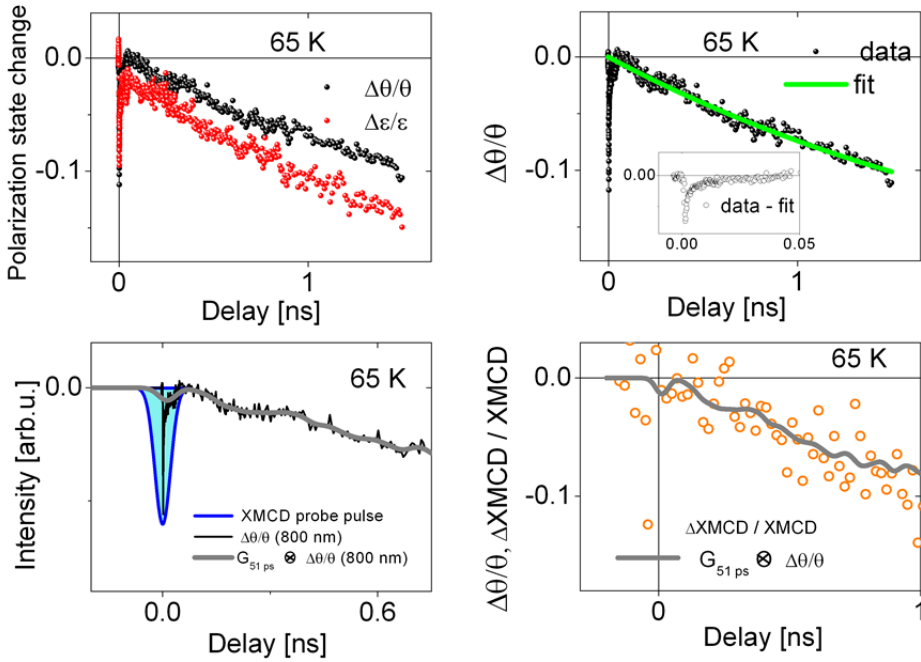 Polarization state change
0.0
-0.1
65 K
Δθ/θ
Δε/ε
0
1
Delay [ns]
Δθ/θ
0.0
-0.1
65 K
data
fit
0.00
data - fit
0.00
0.05
0
1
Delay [ns]
Intensity [arb.u.]
0.0
65 K
XMCD probe pulse
Δθ/θ (800 nm)
G51 ps ⊗ Δθ/θ (800 nm)
0.0
0.6
Delay [ns]
Δθ/θ, ΔXMCD / XMCD
0.0
-0.1
65 K
ΔXMCD / XMCD
G51 ps ⊗ Δθ/θ
0
1
Delay [ns]